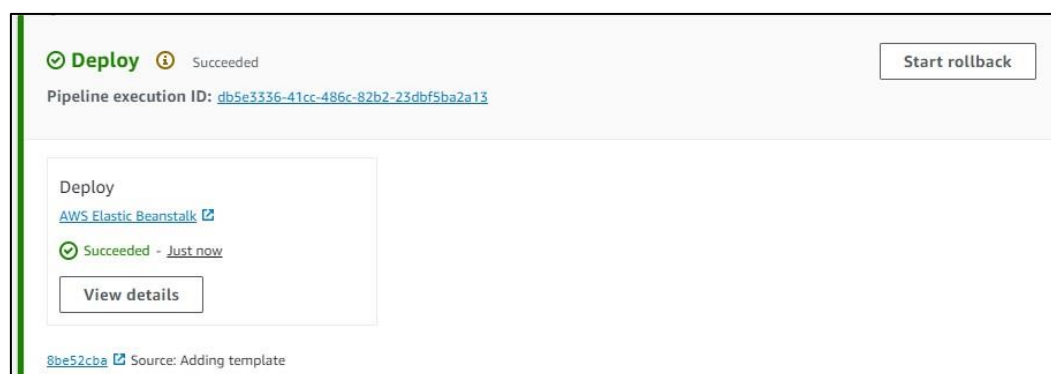 Deploy Succeeded
Start rollback
Pipeline execution ID: db5e3336-41cc-486c-82b2-23dbf5ba2a13
Deploy
AWS Elastic Beanstalk
Succeeded - Just now
View details
8be52cba Source: Adding template